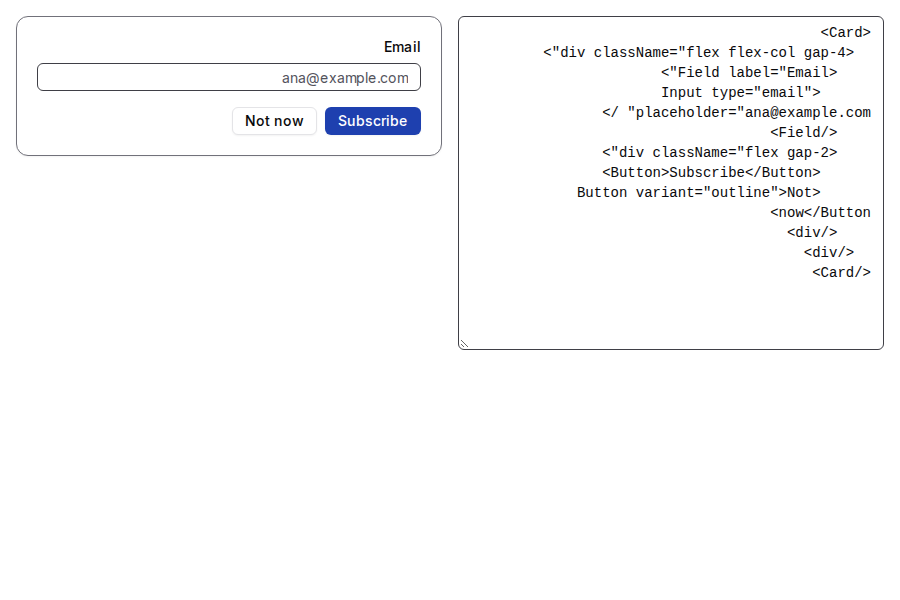 Email
ana@example.com
Not now Subscribe
<Card>
<"div className="flex flex-col gap-4>
<"Field label="Email>
Input type="email">
</ "placeholder="ana@example.com
<Field/>
<"div className="flex gap-2>
<Button>Subscribe</Button>
Button variant="outline">Not>
<now</Button
<div/>
<div/>
<Card/>